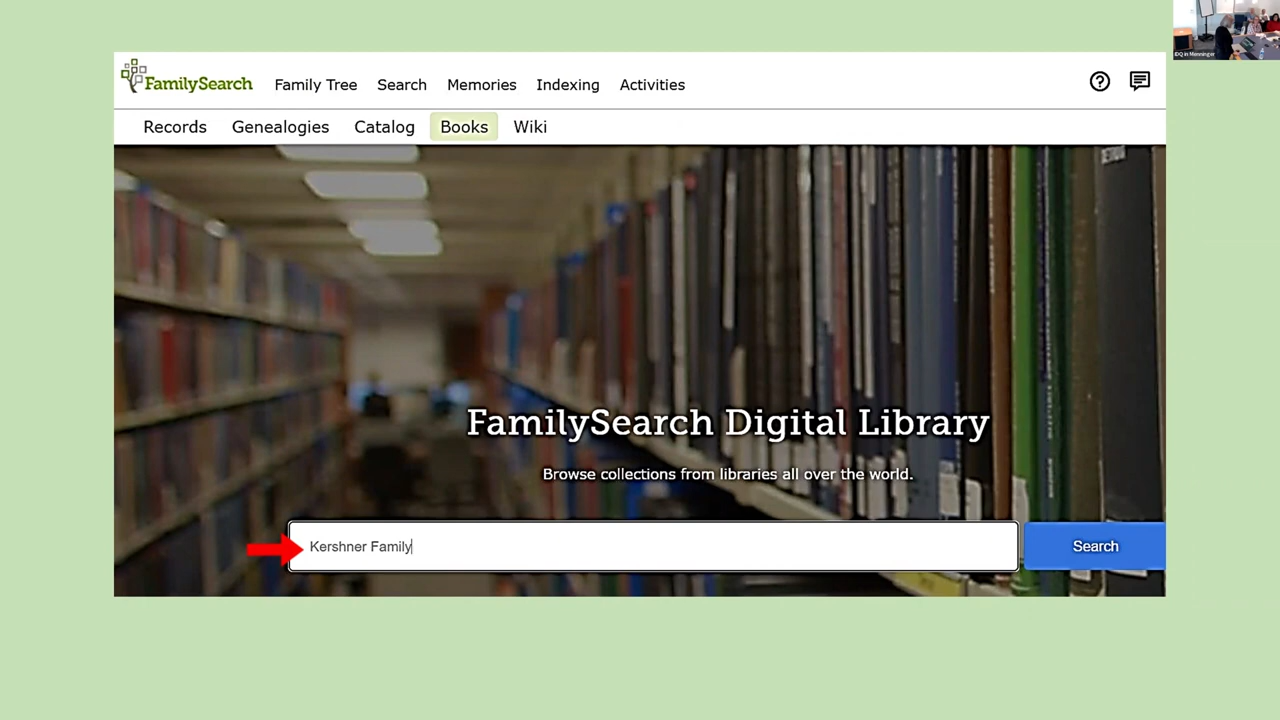 FamilySearch Family Tree Search Memories Indexing Activities
Records Genealogies Catalog Books Wiki
FamilySearch Digital Library
Browse collections from libraries all over the world.
Kershner Family
Search